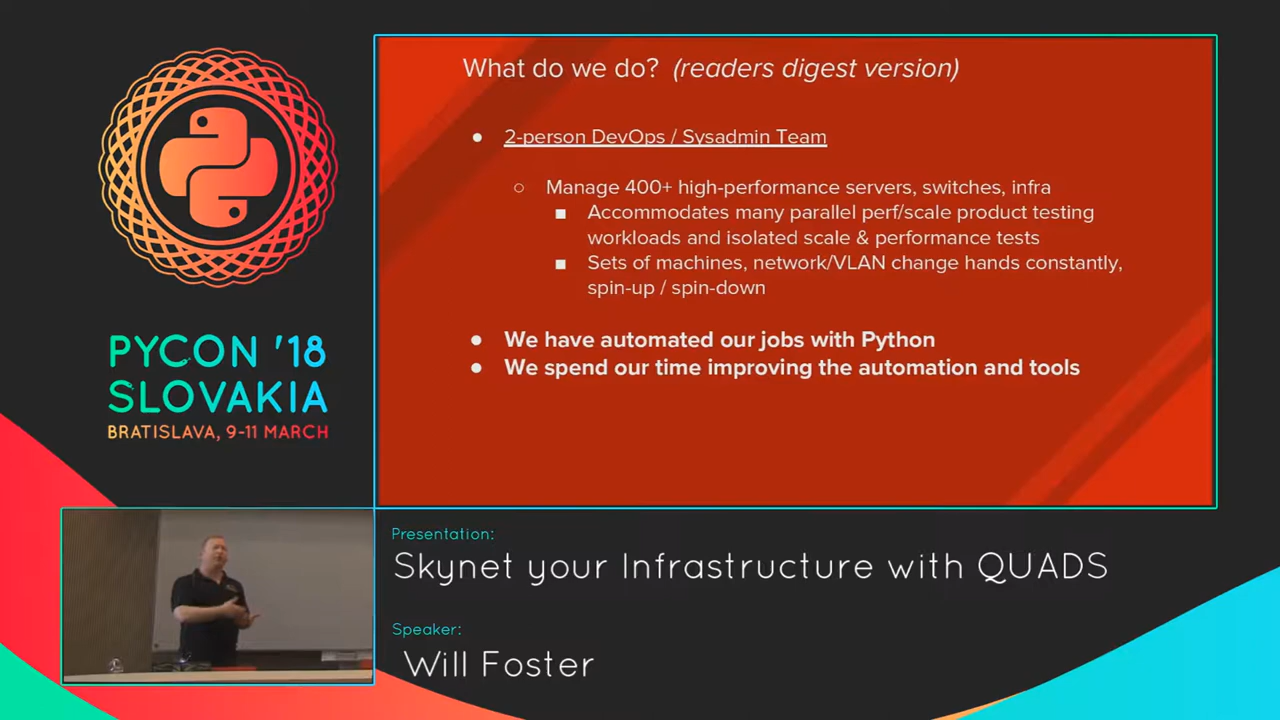 What do we do? (readers digest version)
● 2-person DevOps / Sysadmin Team
○ Manage 400+ high-performance servers, switches, infra
■ Accommodates many parallel perf/scale product testing
workloads and isolated scale & performance tests
■ Sets of machines, network/VLAN change hands constantly,
spin-up / spin-down
● We have automated our jobs with Python
● We spend our time improving the automation and tools
PYCON '18
SLOVAKIA
BRATISLAVA, 9-11 MARCH
Presentation:
Skynet your Infrastructure with QUADS
Speaker:
Will Foster